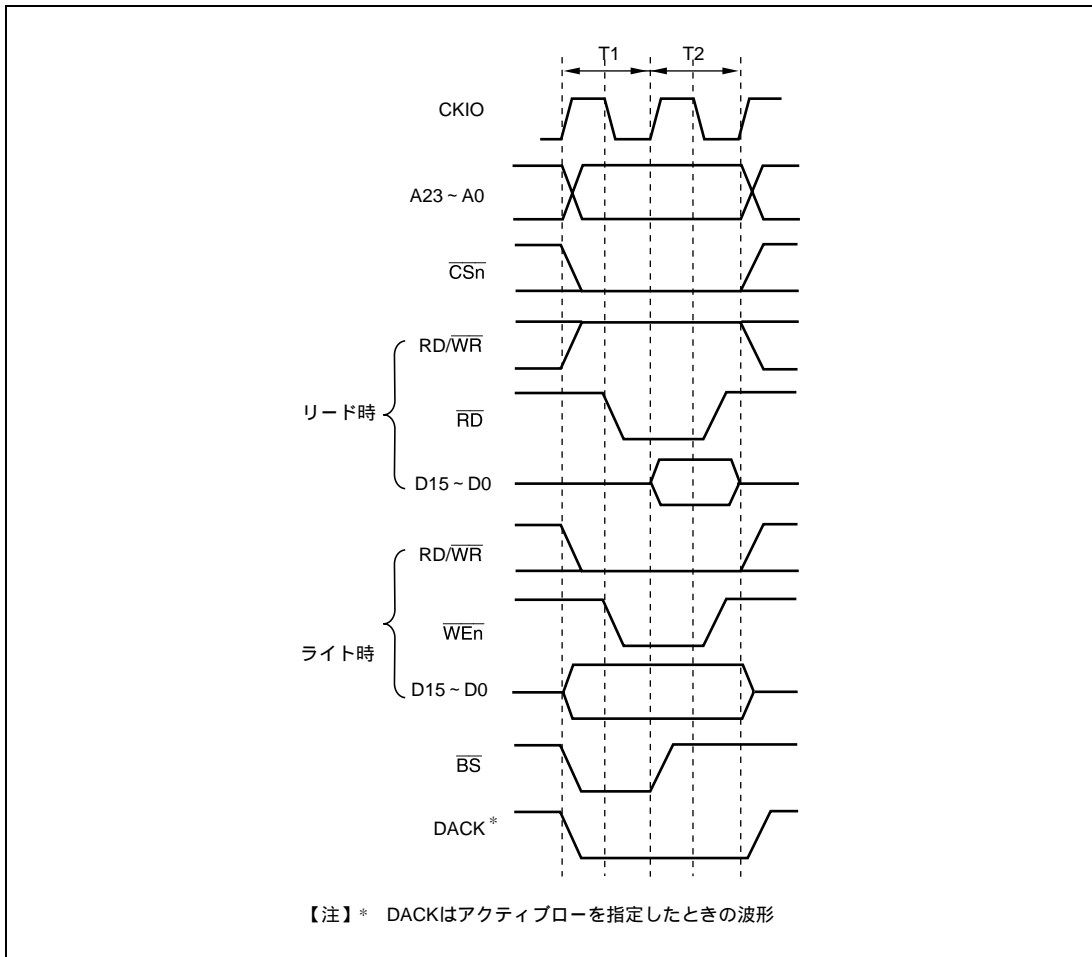 T1 T2
CKIO
A23 ~ A0
CSn
RD/WR
リード時
RD
D15 ~ D0
RD/WR
WEn
ライト時
D15 ~ D0
BS
DACK *
【注】* DACKはアクティブローを指定したときの波形